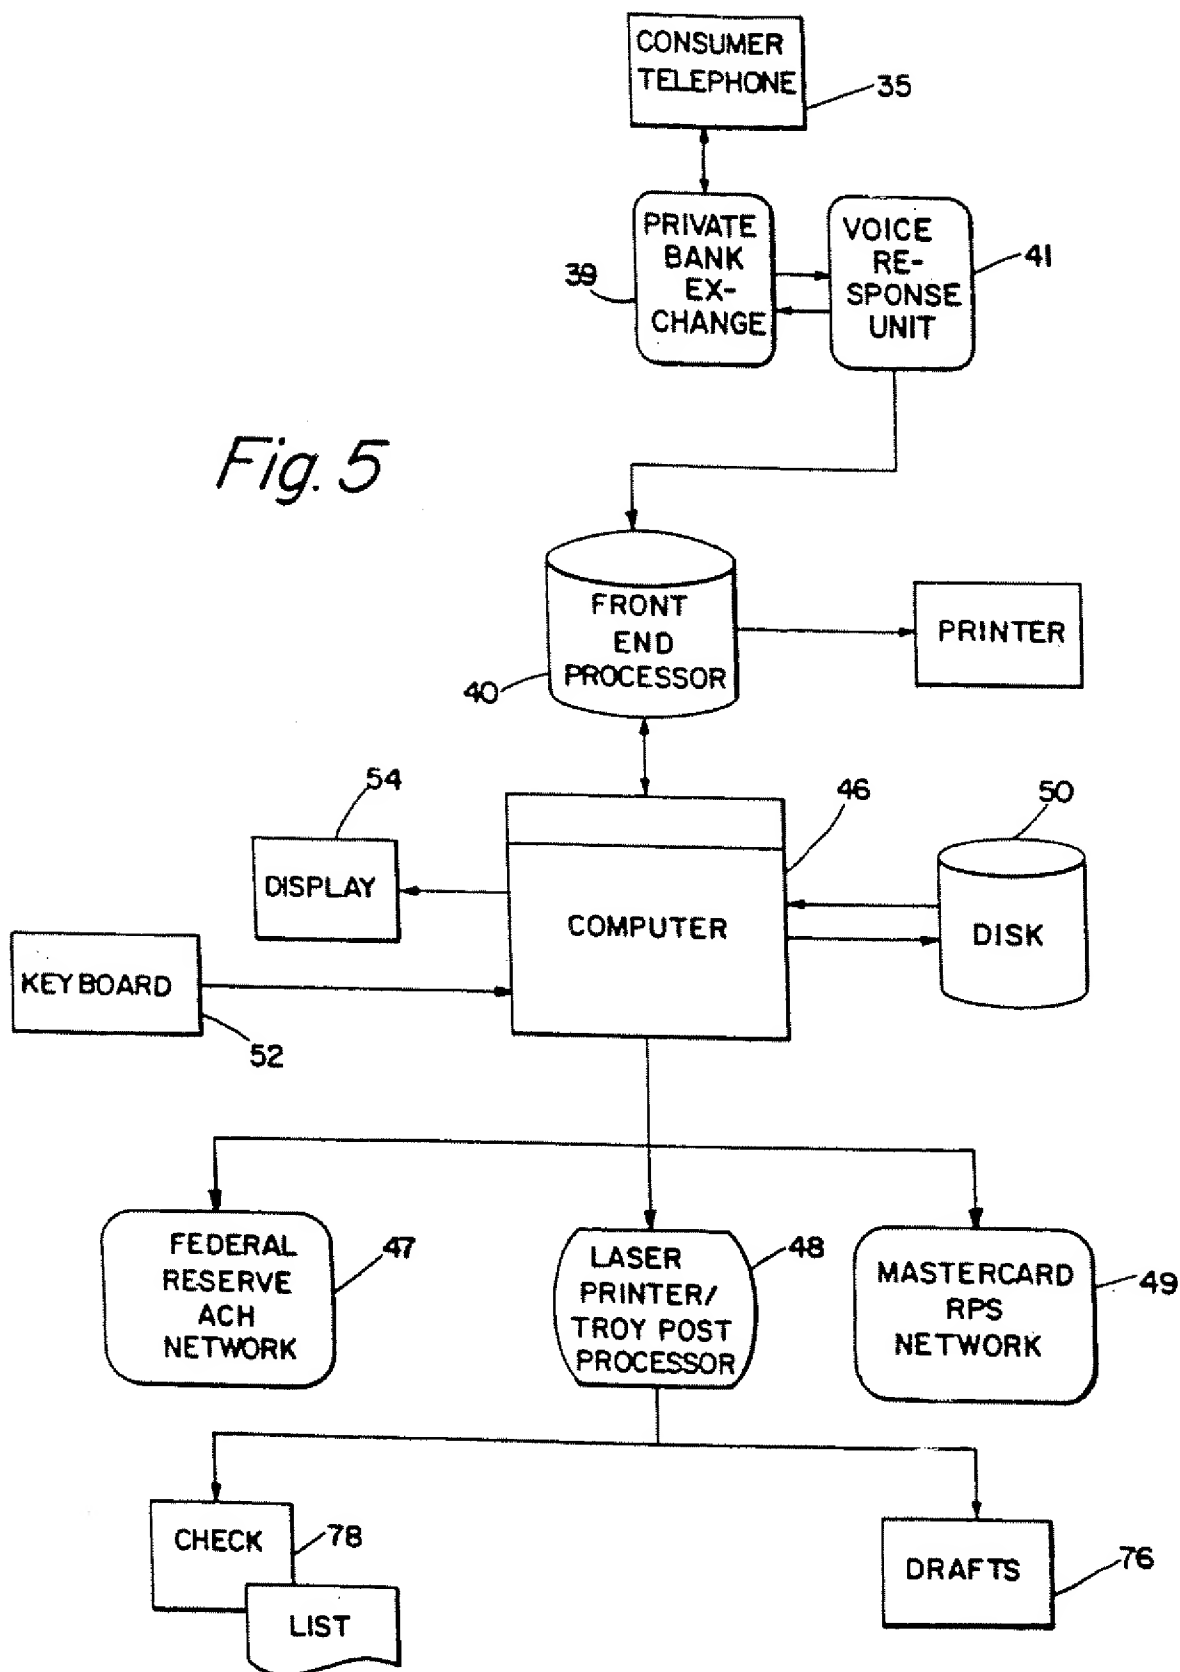 CONSUMER
TELEPHONE
35
PRIVATE
BANK
EX-
CHANGE
39
VOICE
RE-
SPONSE
UNIT
41
Fig. 5
FRONT
END
PROCESSOR
40
PRINTER
54
46
50
DISPLAY
COMPUTER
DISK
KEYBOARD
52
FEDERAL
RESERVE
ACH
NETWORK
47
LASER
PRINTER/
TROY POST
PROCESSOR
48
MASTERCARD
RPS
NETWORK
49
CHECK
78
LIST
DRAFTS
76